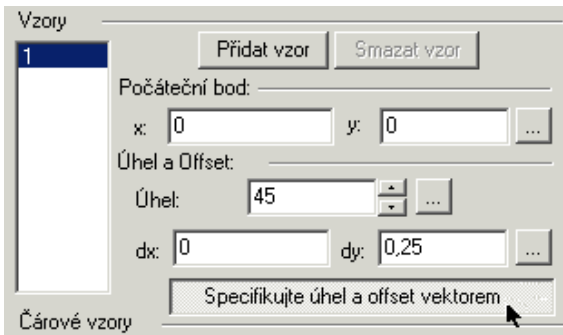 Vzory
1
Přidat vzor Smazat vzor
Počáteční bod:
x: 0 y: 0 ...
Úhel a Offset:
Úhel: 45 ...
dx: 0 dy: 0,25 ...
Specifikujte úhel a offset vektorem
Čárové vzory